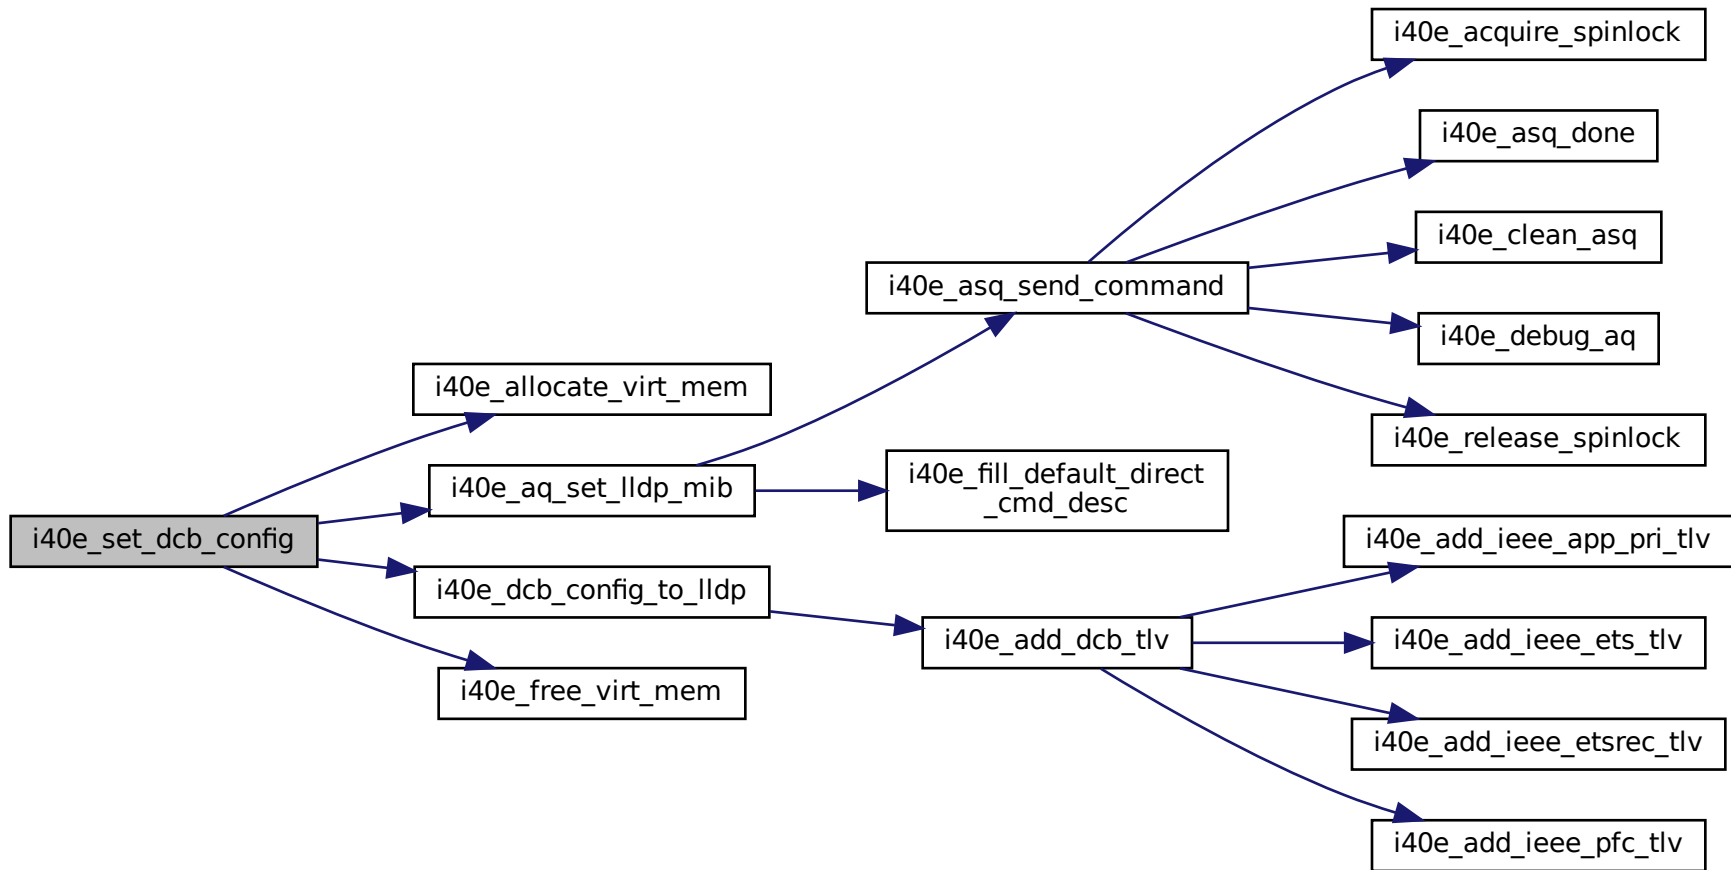 i40e_acquire_spinlock
i40e_asq_done
i40e_clean_asq
i40e_asq_send_command
i40e_debug_aq
i40e_allocate_virt_mem
i40e_release_spinlock
i40e_aq_set_lldp_mib
i40e_fill_default_direct
_cmd_desc
i40e_set_dcb_config
i40e_add_ieee_app_pri_tlv
i40e_dcb_config_to_lldp
i40e_add_dcb_tlv
i40e_add_ieee_ets_tlv
i40e_free_virt_mem
i40e_add_ieee_etsrec_tlv
i40e_add_ieee_pfc_tlv